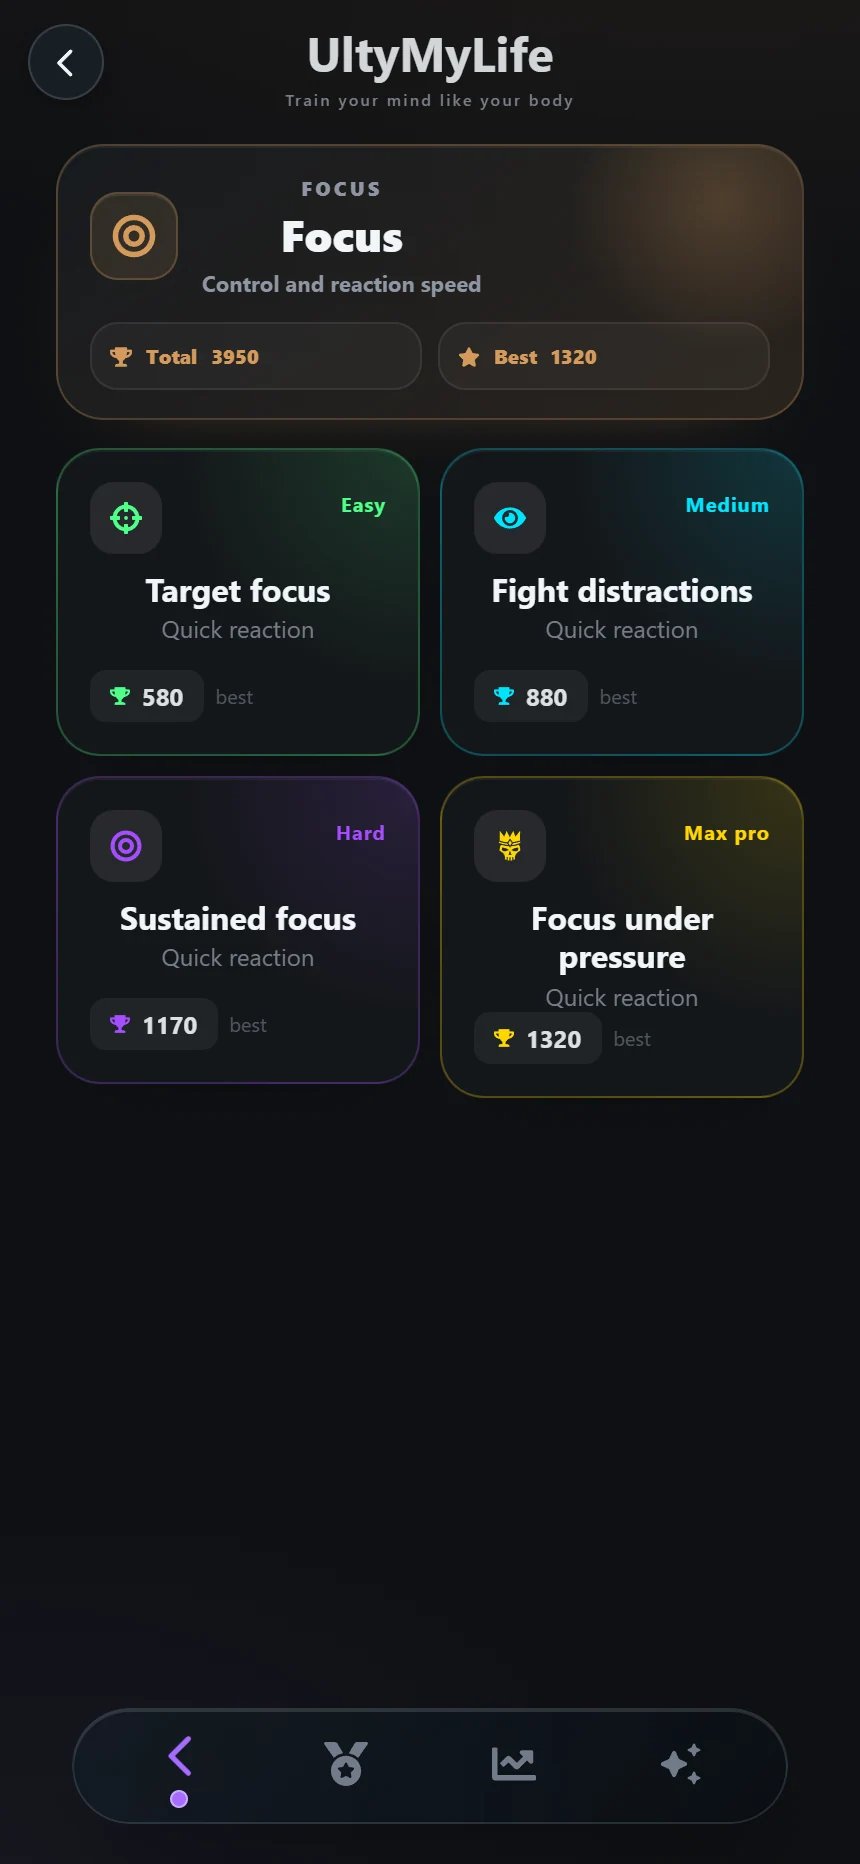 UltyMyLife
Train your mind like your body
FOCUS
Focus
Control and reaction speed
Total 3950
Best 1320
Easy
Target focus
Quick reaction
580 best
Medium
Fight distractions
Quick reaction
880 best
Hard
Sustained focus
Quick reaction
1170 best
Max pro
Focus under
pressure
Quick reaction
1320 best